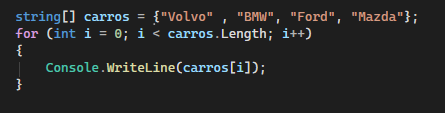 string[] carros = {"Volvo" , "BMW", "Ford", "Mazda"};
for (int i = 0; i < carros.Length; i++)
{
    Console.WriteLine(carros[i]);
}